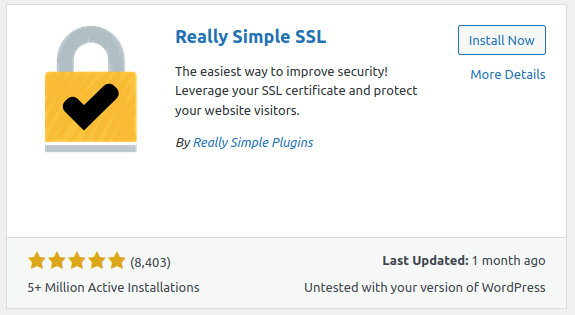 Really Simple SSL
Install Now
More Details
The easiest way to improve security!
Leverage your SSL certificate and protect
your website visitors.
By Really Simple Plugins
(8,403)
Last Updated: 1 month ago
5+ Million Active Installations
Untested with your version of WordPress